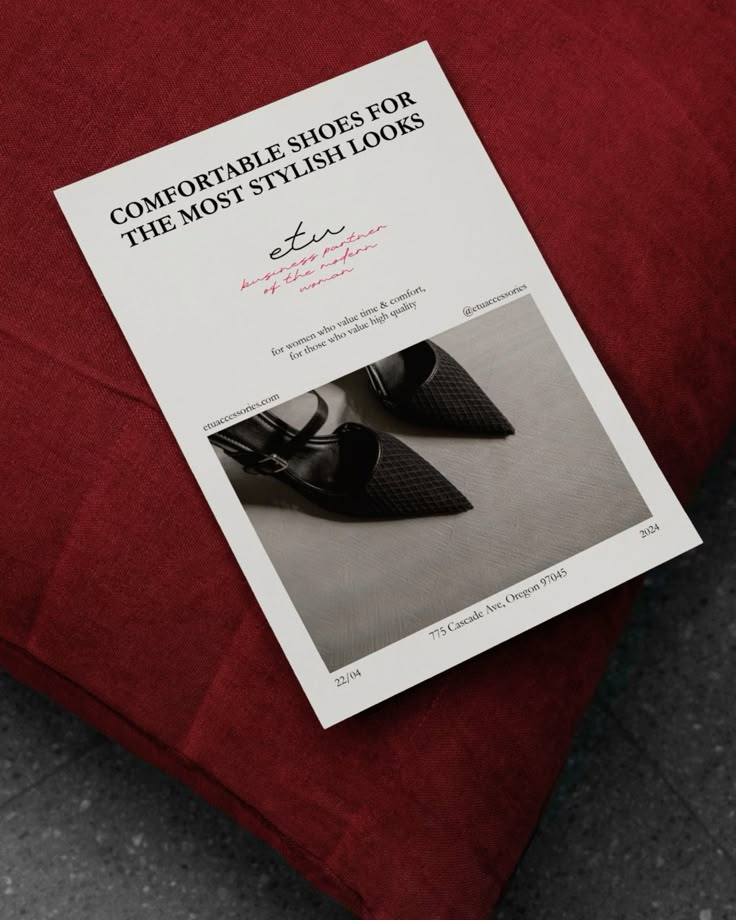 COMFORTABLE SHOES FOR
THE MOST STYLISH LOOKS
etu
business partner
of the modern
woman
for women who value time & comfort,
for those who value high quality
etuaccessories.com
@etuaccessories
22/04
775 Cascade Ave, Oregon 97045
2024